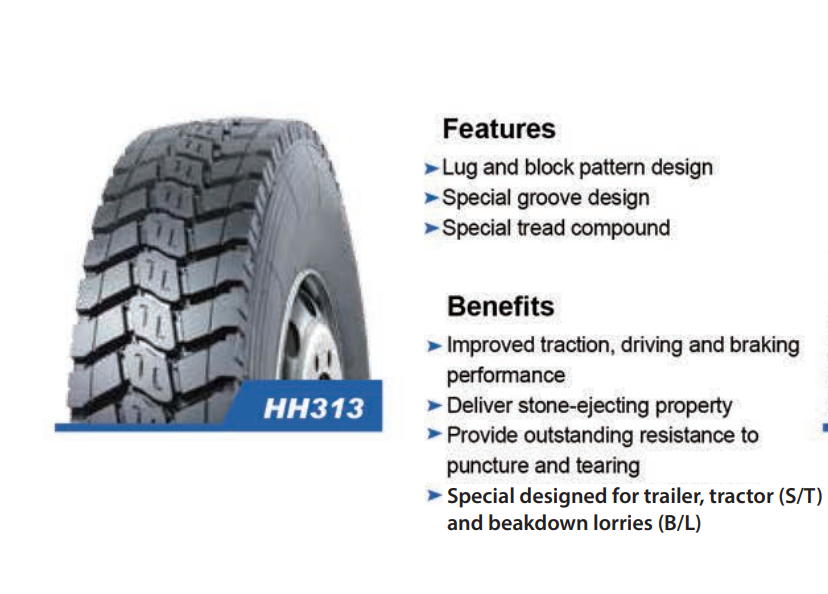 Features
Lug and block pattern design
Special groove design
Special tread compound
Benefits
Improved traction, driving and braking
performance
Deliver stone-ejecting property
Provide outstanding resistance to
puncture and tearing
Special designed for trailer, tractor (S/T)
and beakdown lorries (B/L)
HH313